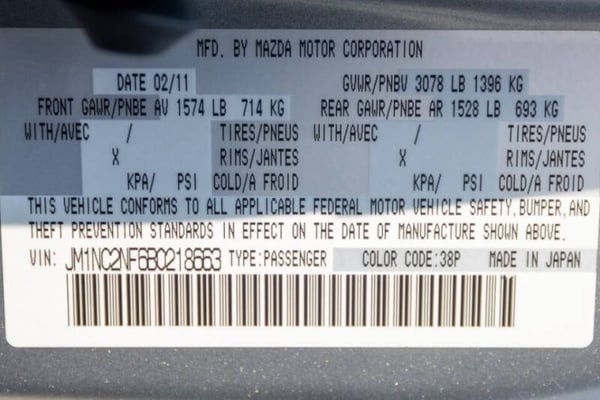 MFD. BY MAZDA MOTOR CORPORATION
DATE 02/11 GVWR/PNBV 3078 LB 1396 KG
FRONT GAWR/PNBE AV 1574 LB 714 KG REAR GAWR/PNBE AR 1528 LB 693 KG
WITH/AVEC / TIRES/PNEUS WITH/AVEC / TIRES/PNEUS
X RIMS/JANTES X RIMS/JANTES
KPA/ PSI COLD/A FROID KPA/ PSI COLD/A FROID
THIS VEHICLE CONFORMS TO ALL APPLICABLE FEDERAL MOTOR VEHICLE SAFETY, BUMPER, AND
THEFT PREVENTION STANDARDS IN EFFECT ON THE DATE OF MANUFACTURE SHOWN ABOVE.
VIN: JM1NC2NF6B0218663 TYPE:PASSENGER COLOR CODE:38P MADE IN JAPAN